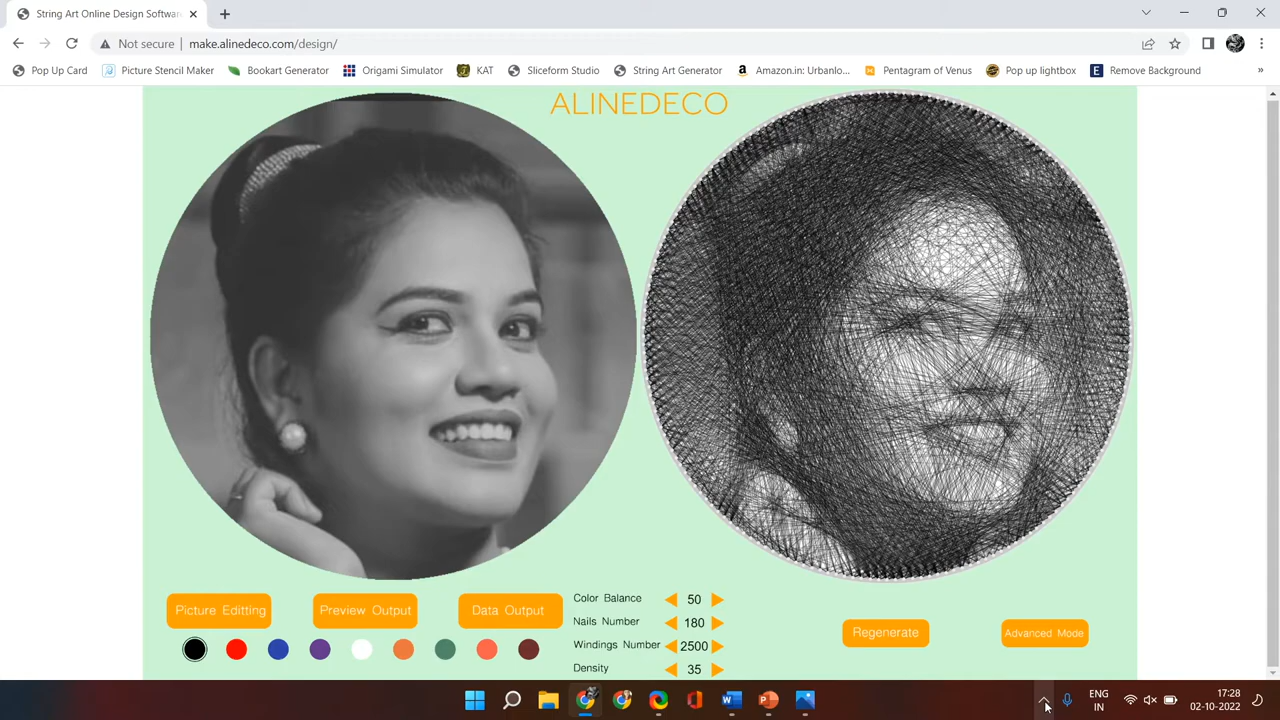 String Art Online Design Softwar
Not secure | make.alinedeco.com/design/
Pop Up Card
Picture Stencil Maker
Bookart Generator
Origami Simulator
KAT
Sliceform Studio
String Art Generator
Amazon.in: Urbanlo...
Pentagram of Venus
Pop up lightbox
Remove Background
»
ALINEDECO
Picture Editting
Preview Output
Data Output
Color Balance 50
Nails Number 180
Windings Number 2500
Density 35
Regenerate
Advanced Mode
ENG
IN
17:28
02-10-2022